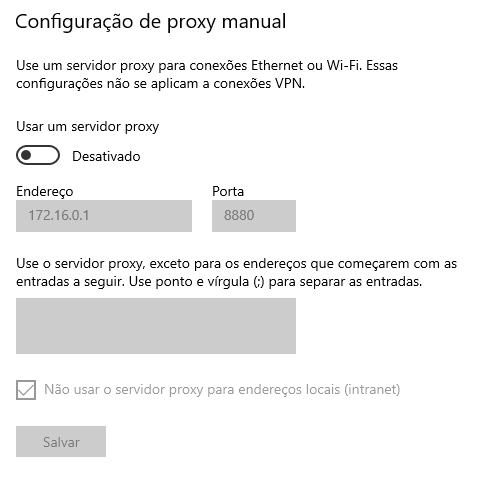 Configuração de proxy manual
Use um servidor proxy para conexões Ethernet ou Wi-Fi. Essas
configurações não se aplicam a conexões VPN.
Usar um servidor proxy
Desativado
Endereço
Porta
172.16.0.1
8880
Use o servidor proxy, exceto para os endereços que começarem com as
entradas a seguir. Use ponto e vírgula (;) para separar as entradas.
Não usar o servidor proxy para endereços locais (intranet)
Salvar